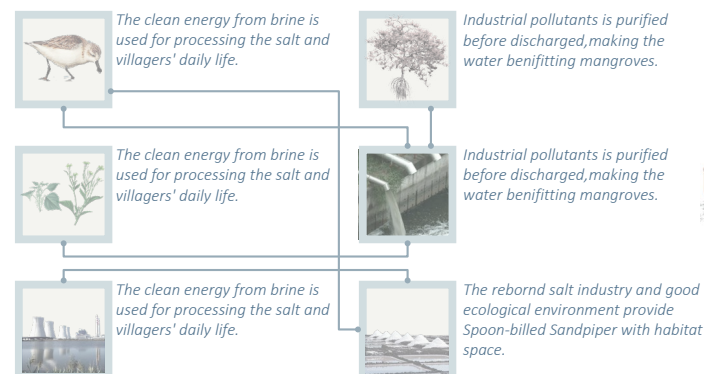 The clean energy from brine is
used for processing the salt and
villagers' daily life.
Industrial pollutants is purified
before discharged,making the
water benifitting mangroves.
The clean energy from brine is
used for processing the salt and
villagers' daily life.
Industrial pollutants is purified
before discharged,making the
water benifitting mangroves.
The clean energy from brine is
used for processing the salt and
villagers' daily life.
The rebornd salt industry and good
ecological environment provide
Spoon-billed Sandpiper with habitat
space.